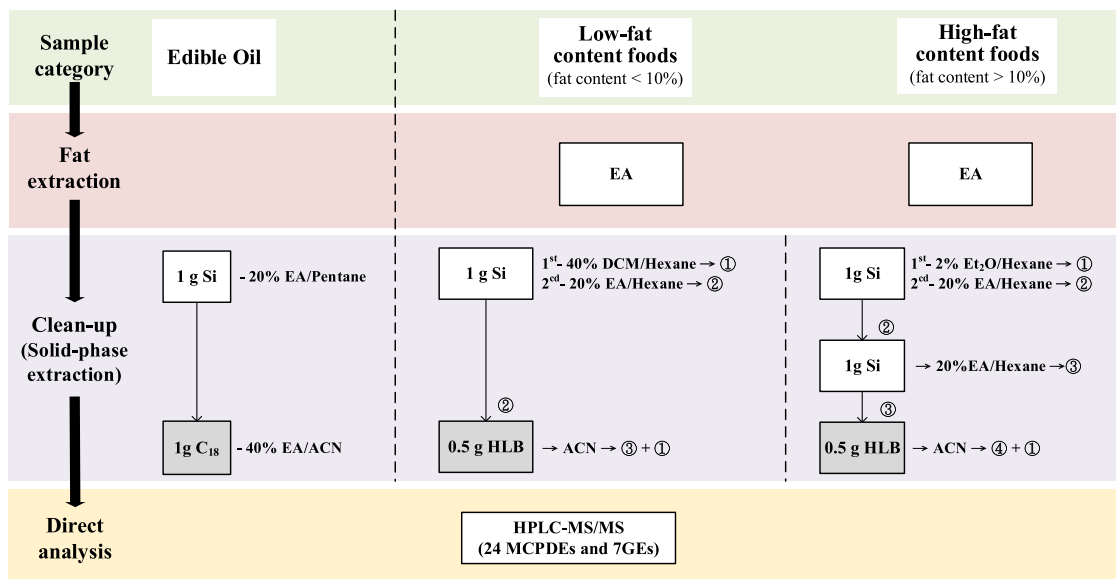 Sample
category
Edible Oil
Low-fat
content foods
(fat content < 10%)
High-fat
content foods
(fat content > 10%)
Fat
extraction
EA
EA
Clean-up
(Solid-phase
extraction)
1 g Si
- 20% EA/Pentane
1g C₁₈
- 40% EA/ACN
1 g Si
1ˢᵗ- 40% DCM/Hexane → ①
2ᶜᵈ- 20% EA/Hexane → ②
②
0.5 g HLB
→ ACN → ③ + ①
1g Si
1ˢᵗ- 2% Et₂O/Hexane → ①
2ᶜᵈ- 20% EA/Hexane → ②
②
1g Si
→ 20%EA/Hexane →③
③
0.5 g HLB
→ ACN → ④ + ①
Direct
analysis
HPLC-MS/MS
(24 MCPDEs and 7GEs)